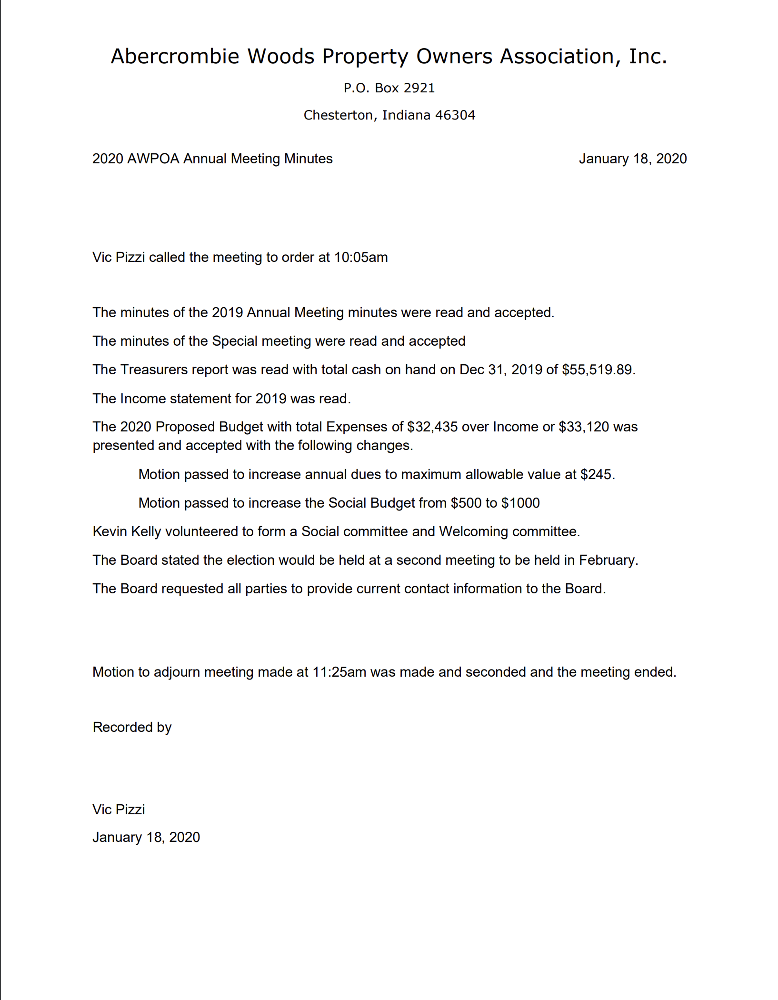 Abercrombie Woods Property Owners Association, Inc.
P.O. Box 2921
Chesterton, Indiana 46304
2020 AWPOA Annual Meeting Minutes January 18, 2020
Vic Pizzi called the meeting to order at 10:05am
The minutes of the 2019 Annual Meeting minutes were read and accepted.
The minutes of the Special meeting were read and accepted
The Treasurers report was read with total cash on hand on Dec 31, 2019 of $55,519.89.
The Income statement for 2019 was read.
The 2020 Proposed Budget with total Expenses of $32,435 over Income or $33,120 was
presented and accepted with the following changes.
Motion passed to increase annual dues to maximum allowable value at $245.
Motion passed to increase the Social Budget from $500 to $1000
Kevin Kelly volunteered to form a Social committee and Welcoming committee.
The Board stated the election would be held at a second meeting to be held in February.
The Board requested all parties to provide current contact information to the Board.
Motion to adjourn meeting made at 11:25am was made and seconded and the meeting ended.
Recorded by
Vic Pizzi
January 18, 2020